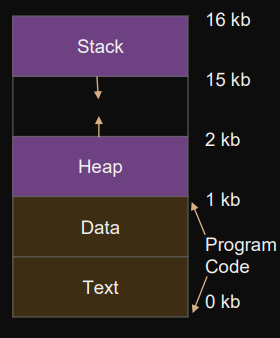 16 kb
Stack
15 kb
2 kb
Heap
1 kb
Data
Program
Code
Text
0 kb